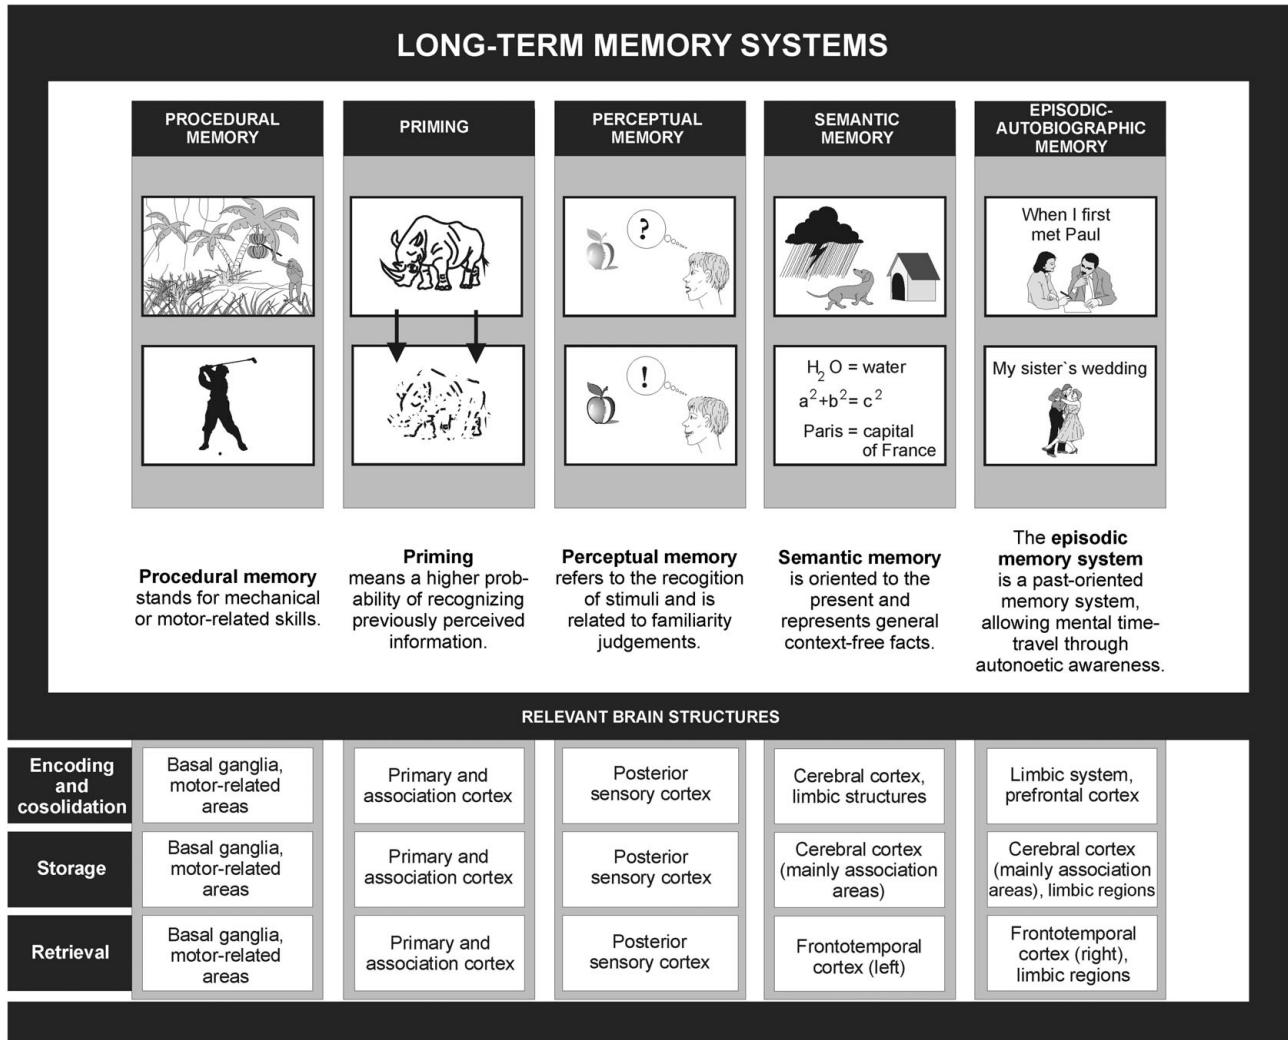 LONG-TERM MEMORY SYSTEMS
PROCEDURAL
MEMORY
PRIMING
PERCEPTUAL
MEMORY
SEMANTIC
MEMORY
EPISODIC-
AUTOBIOGRAPHIC
MEMORY
?
When I first
met Paul
!
H2O = water
a²+b²= c²
Paris = capital
of France
My sister`s wedding
Procedural memory
stands for mechanical
or motor-related skills.
Priming
means a higher prob-
ability of recognizing
previously perceived
information.
Perceptual memory
refers to the recogition
of stimuli and is
related to familiarity
judgements.
Semantic memory
is oriented to the
present and
represents general
context-free facts.
The episodic
memory system
is a past-oriented
memory system,
allowing mental time-
travel through
autonoetic awareness.
RELEVANT BRAIN STRUCTURES
Encoding
and
cosolidation
Basal ganglia,
motor-related
areas
Primary and
association cortex
Posterior
sensory cortex
Cerebral cortex,
limbic structures
Limbic system,
prefrontal cortex
Storage
Basal ganglia,
motor-related
areas
Primary and
association cortex
Posterior
sensory cortex
Cerebral cortex
(mainly association
areas)
Cerebral cortex
(mainly association
areas), limbic regions
Retrieval
Basal ganglia,
motor-related
areas
Primary and
association cortex
Posterior
sensory cortex
Frontotemporal
cortex (left)
Frontotemporal
cortex (right),
limbic regions